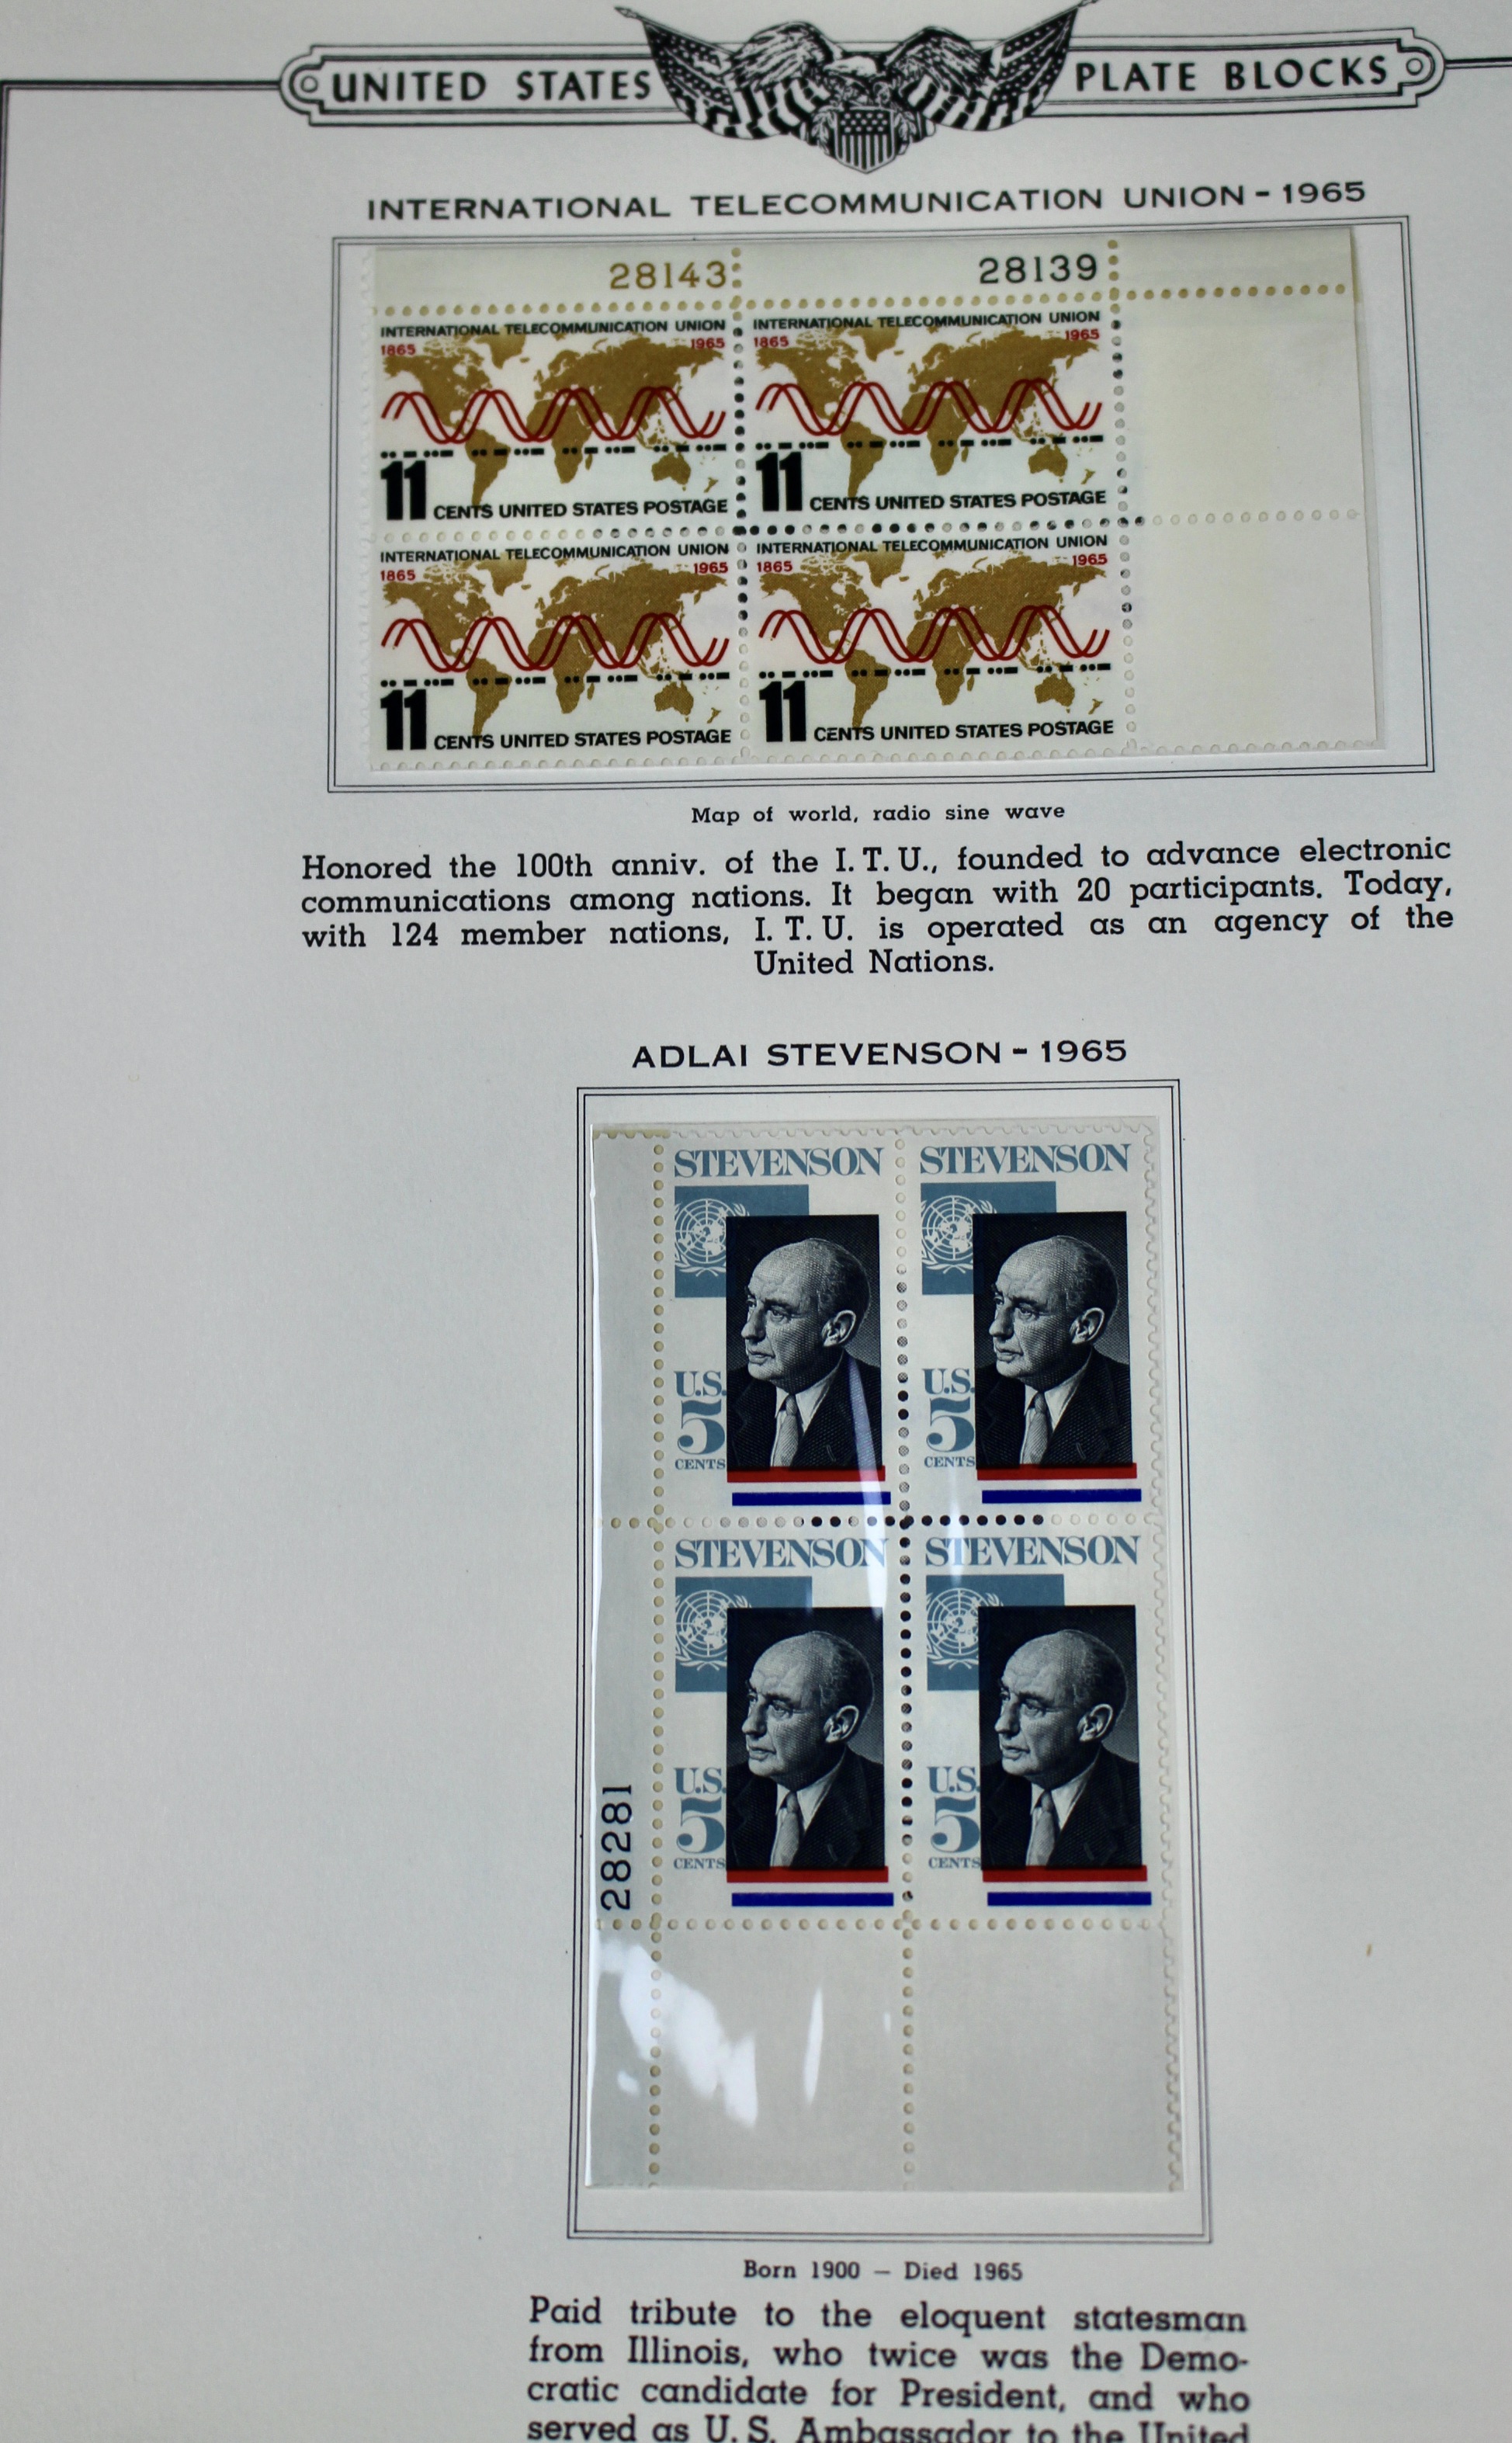 UNITED STATES PLATE BLOCKS
INTERNATIONAL TELECOMMUNICATION UNION - 1965
28143 28139
INTERNATIONAL TELECOMMUNICATION UNION
1865 1965
11 CENTS UNITED STATES POSTAGE
INTERNATIONAL TELECOMMUNICATION UNION
1865 1965
11 CENTS UNITED STATES POSTAGE
INTERNATIONAL TELECOMMUNICATION UNION
1865 1965
11 CENTS UNITED STATES POSTAGE
INTERNATIONAL TELECOMMUNICATION UNION
1865 1965
11 CENTS UNITED STATES POSTAGE
Map of world, radio sine wave
Honored the 100th anniv. of the I. T. U., founded to advance electronic
communications among nations. It began with 20 participants. Today,
with 124 member nations, I. T. U. is operated as an agency of the
United Nations.
ADLAI STEVENSON - 1965
STEVENSON
U.S.
5
CENTS
STEVENSON
U.S.
5
CENTS
STEVENSON
U.S.
5
CENTS
STEVENSON
U.S.
5
CENTS
28281
Born 1900 — Died 1965
Paid tribute to the eloquent statesman
from Illinois, who twice was the Demo-
cratic candidate for President, and who
served as U. S. Ambassador to the United